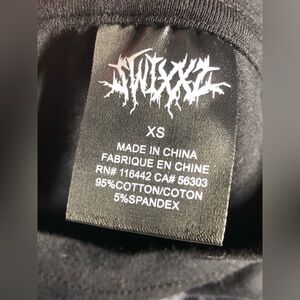 XS
MADE IN CHINA
FABRIQUE EN CHINE
RN# 116442 CA# 56303
95%COTTON/COTON
5%SPANDEX